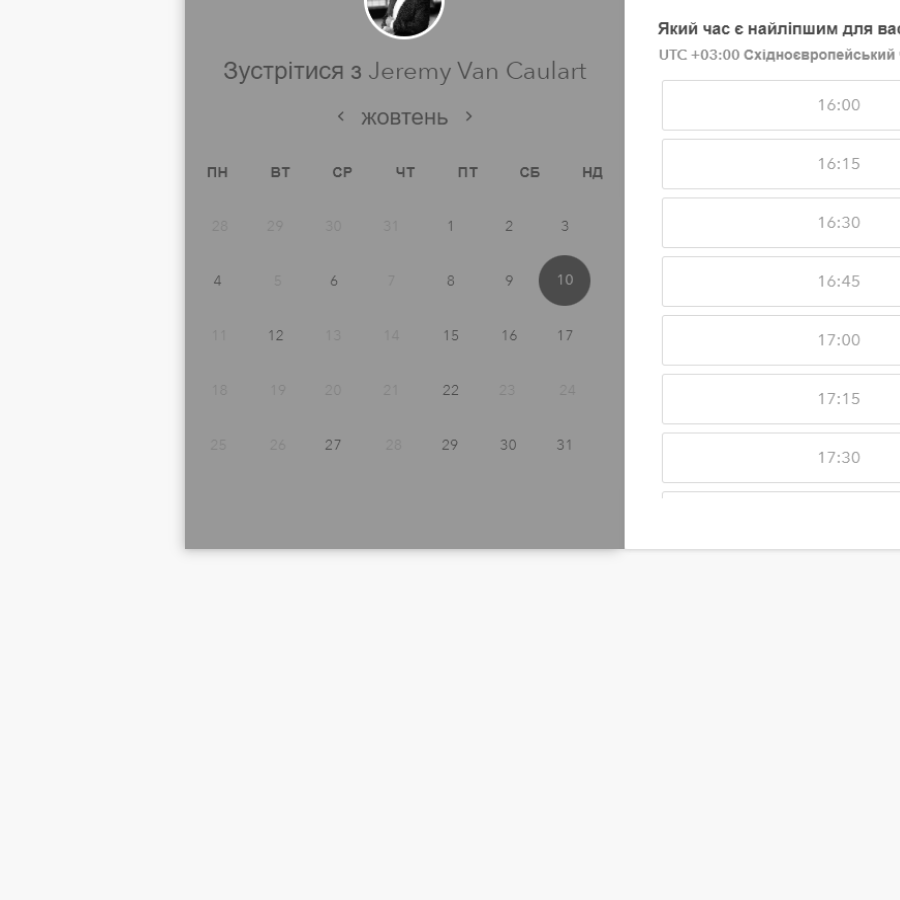 Зустрітися з Jeremy Van Caulart
жовтень
ПН ВТ СР ЧТ ПТ СБ НД
28 29 30 31 1 2 3
4 5 6 7 8 9 10
11 12 13 14 15 16 17
18 19 20 21 22 23 24
25 26 27 28 29 30 31
Який час є найліпшим для
UTC +03:00 Східноєвропейський
16:00
16:15
16:30
16:45
17:00
17:15
17:30